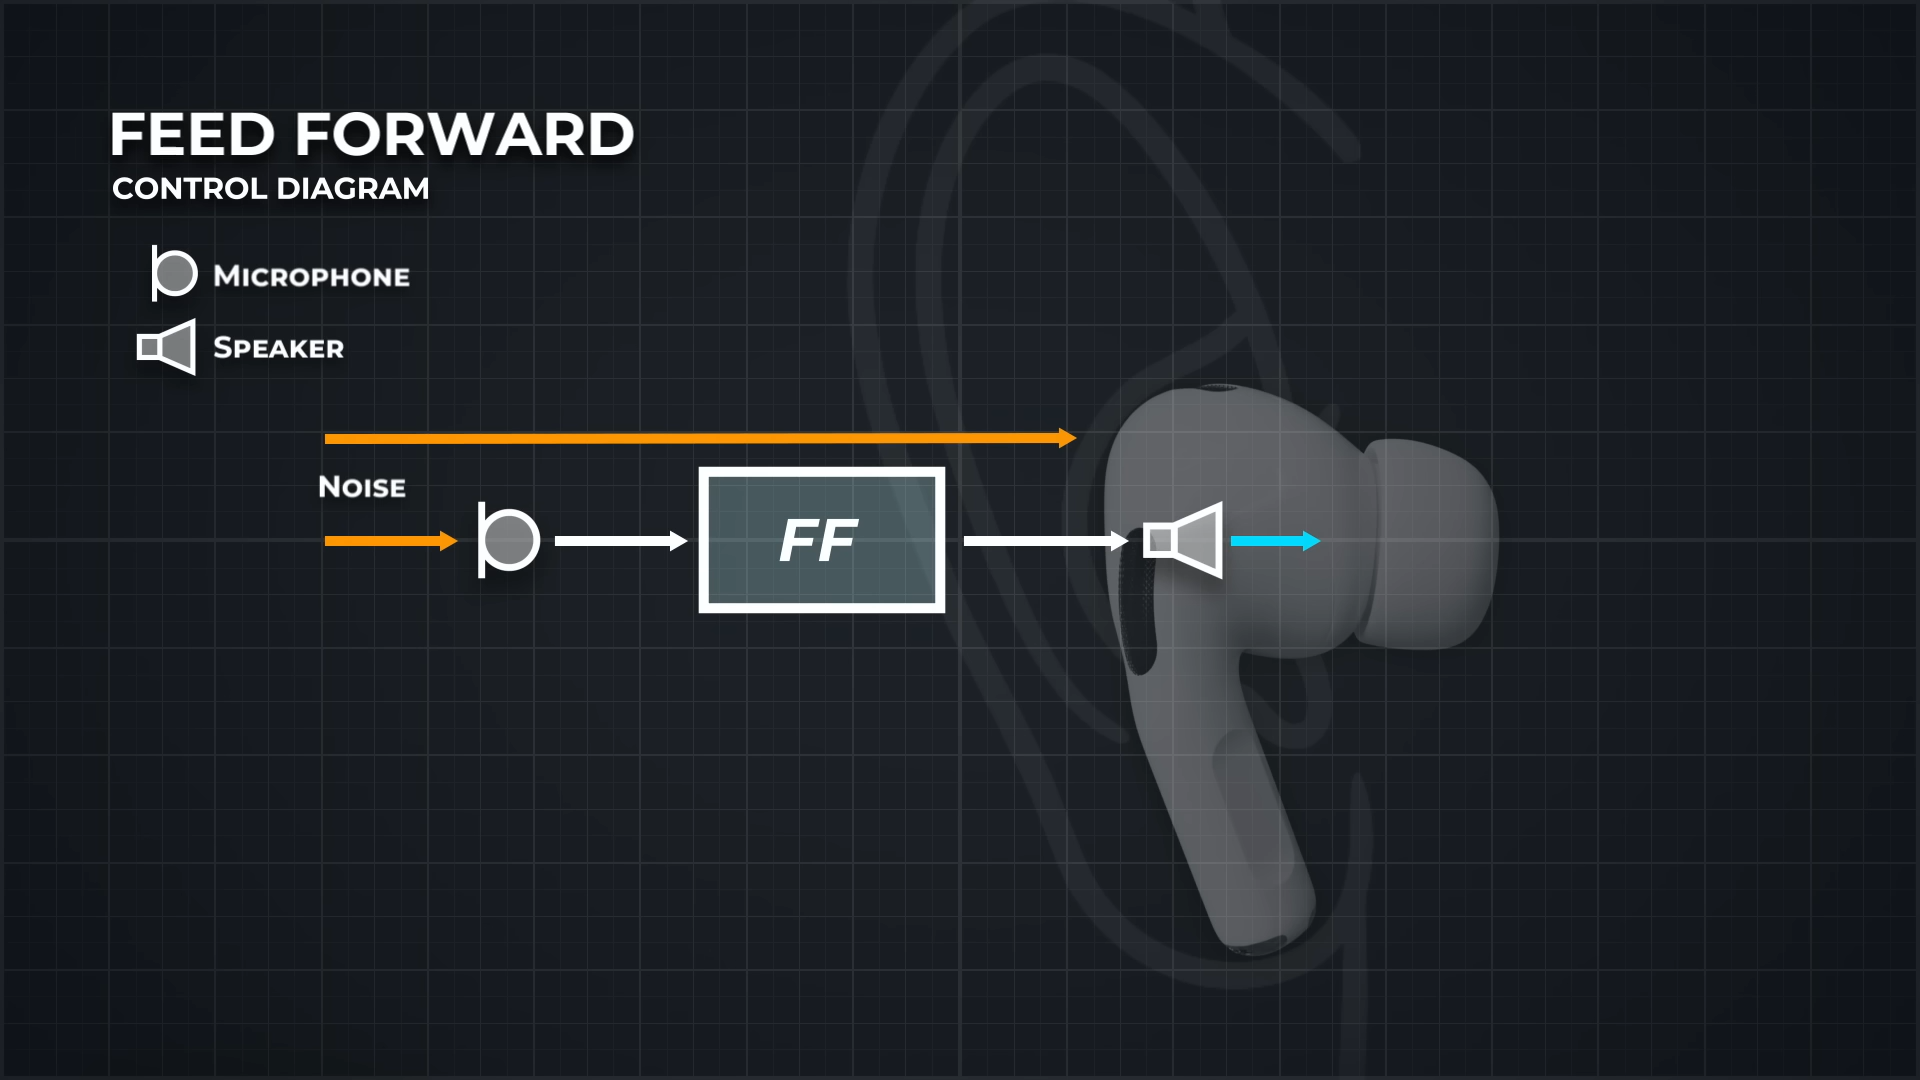 FEED FORWARD
CONTROL DIAGRAM
Microphone
Speaker
Noise
FF